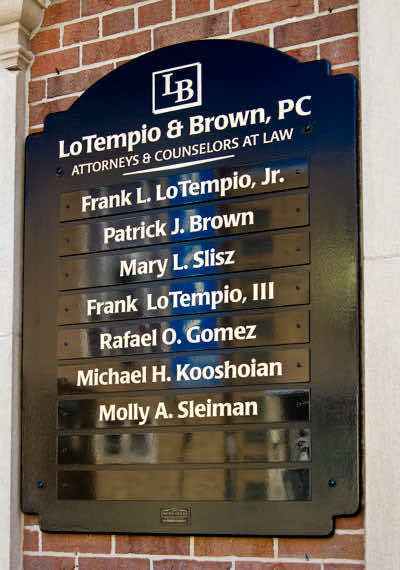 LB
LoTempio & Brown, PC
ATTORNEYS & COUNSELORS AT LAW
Frank L. LoTempio, Jr.
Patrick J. Brown
Mary L. Slisz
Frank LoTempio, III
Rafael O. Gomez
Michael H. Kooshoian
Molly A. Sleiman